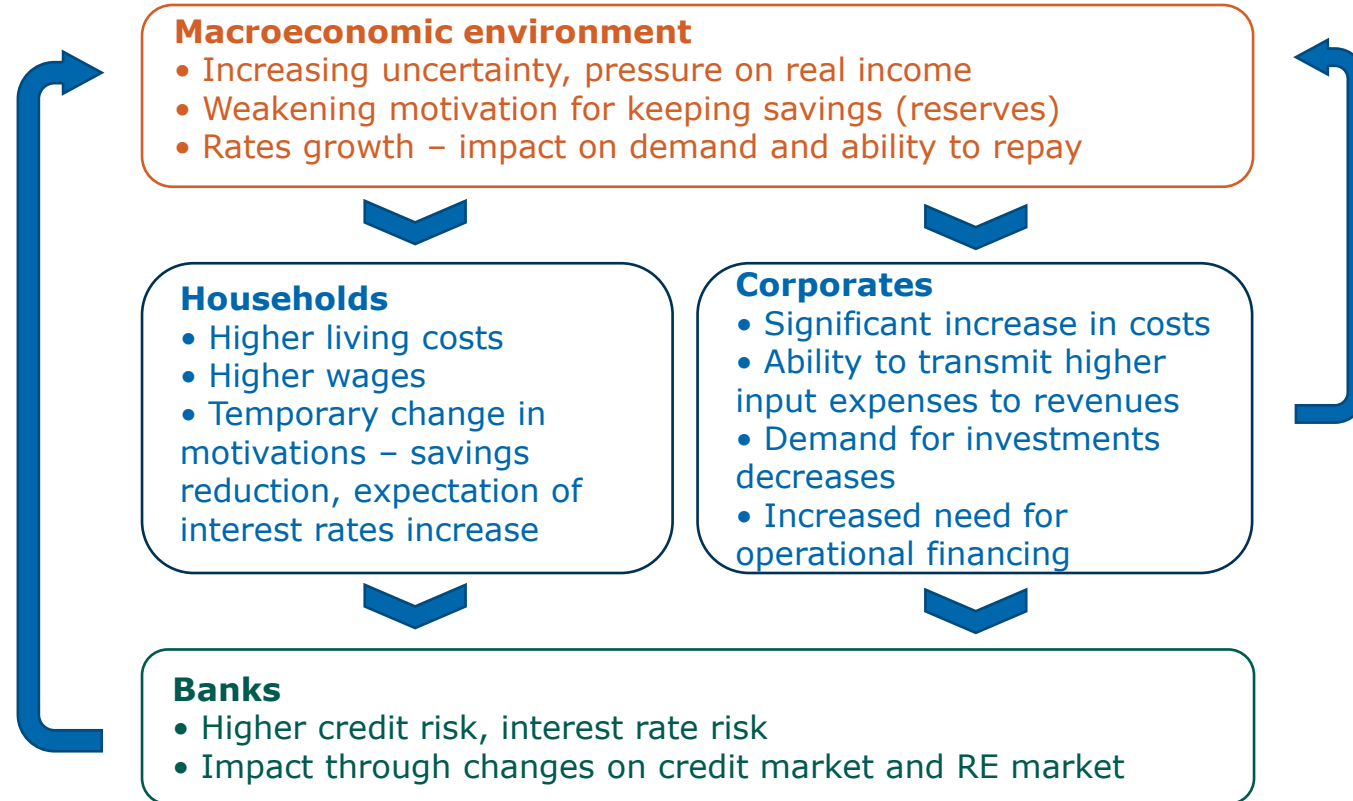 Macroeconomic environment
• Increasing uncertainty, pressure on real income
• Weakening motivation for keeping savings (reserves)
• Rates growth – impact on demand and ability to repay
Households
• Higher living costs
• Higher wages
• Temporary change in
motivations – savings
reduction, expectation of
interest rates increase
Corporates
• Significant increase in costs
• Ability to transmit higher
input expenses to revenues
• Demand for investments
decreases
• Increased need for
operational financing
Banks
• Higher credit risk, interest rate risk
• Impact through changes on credit market and RE market